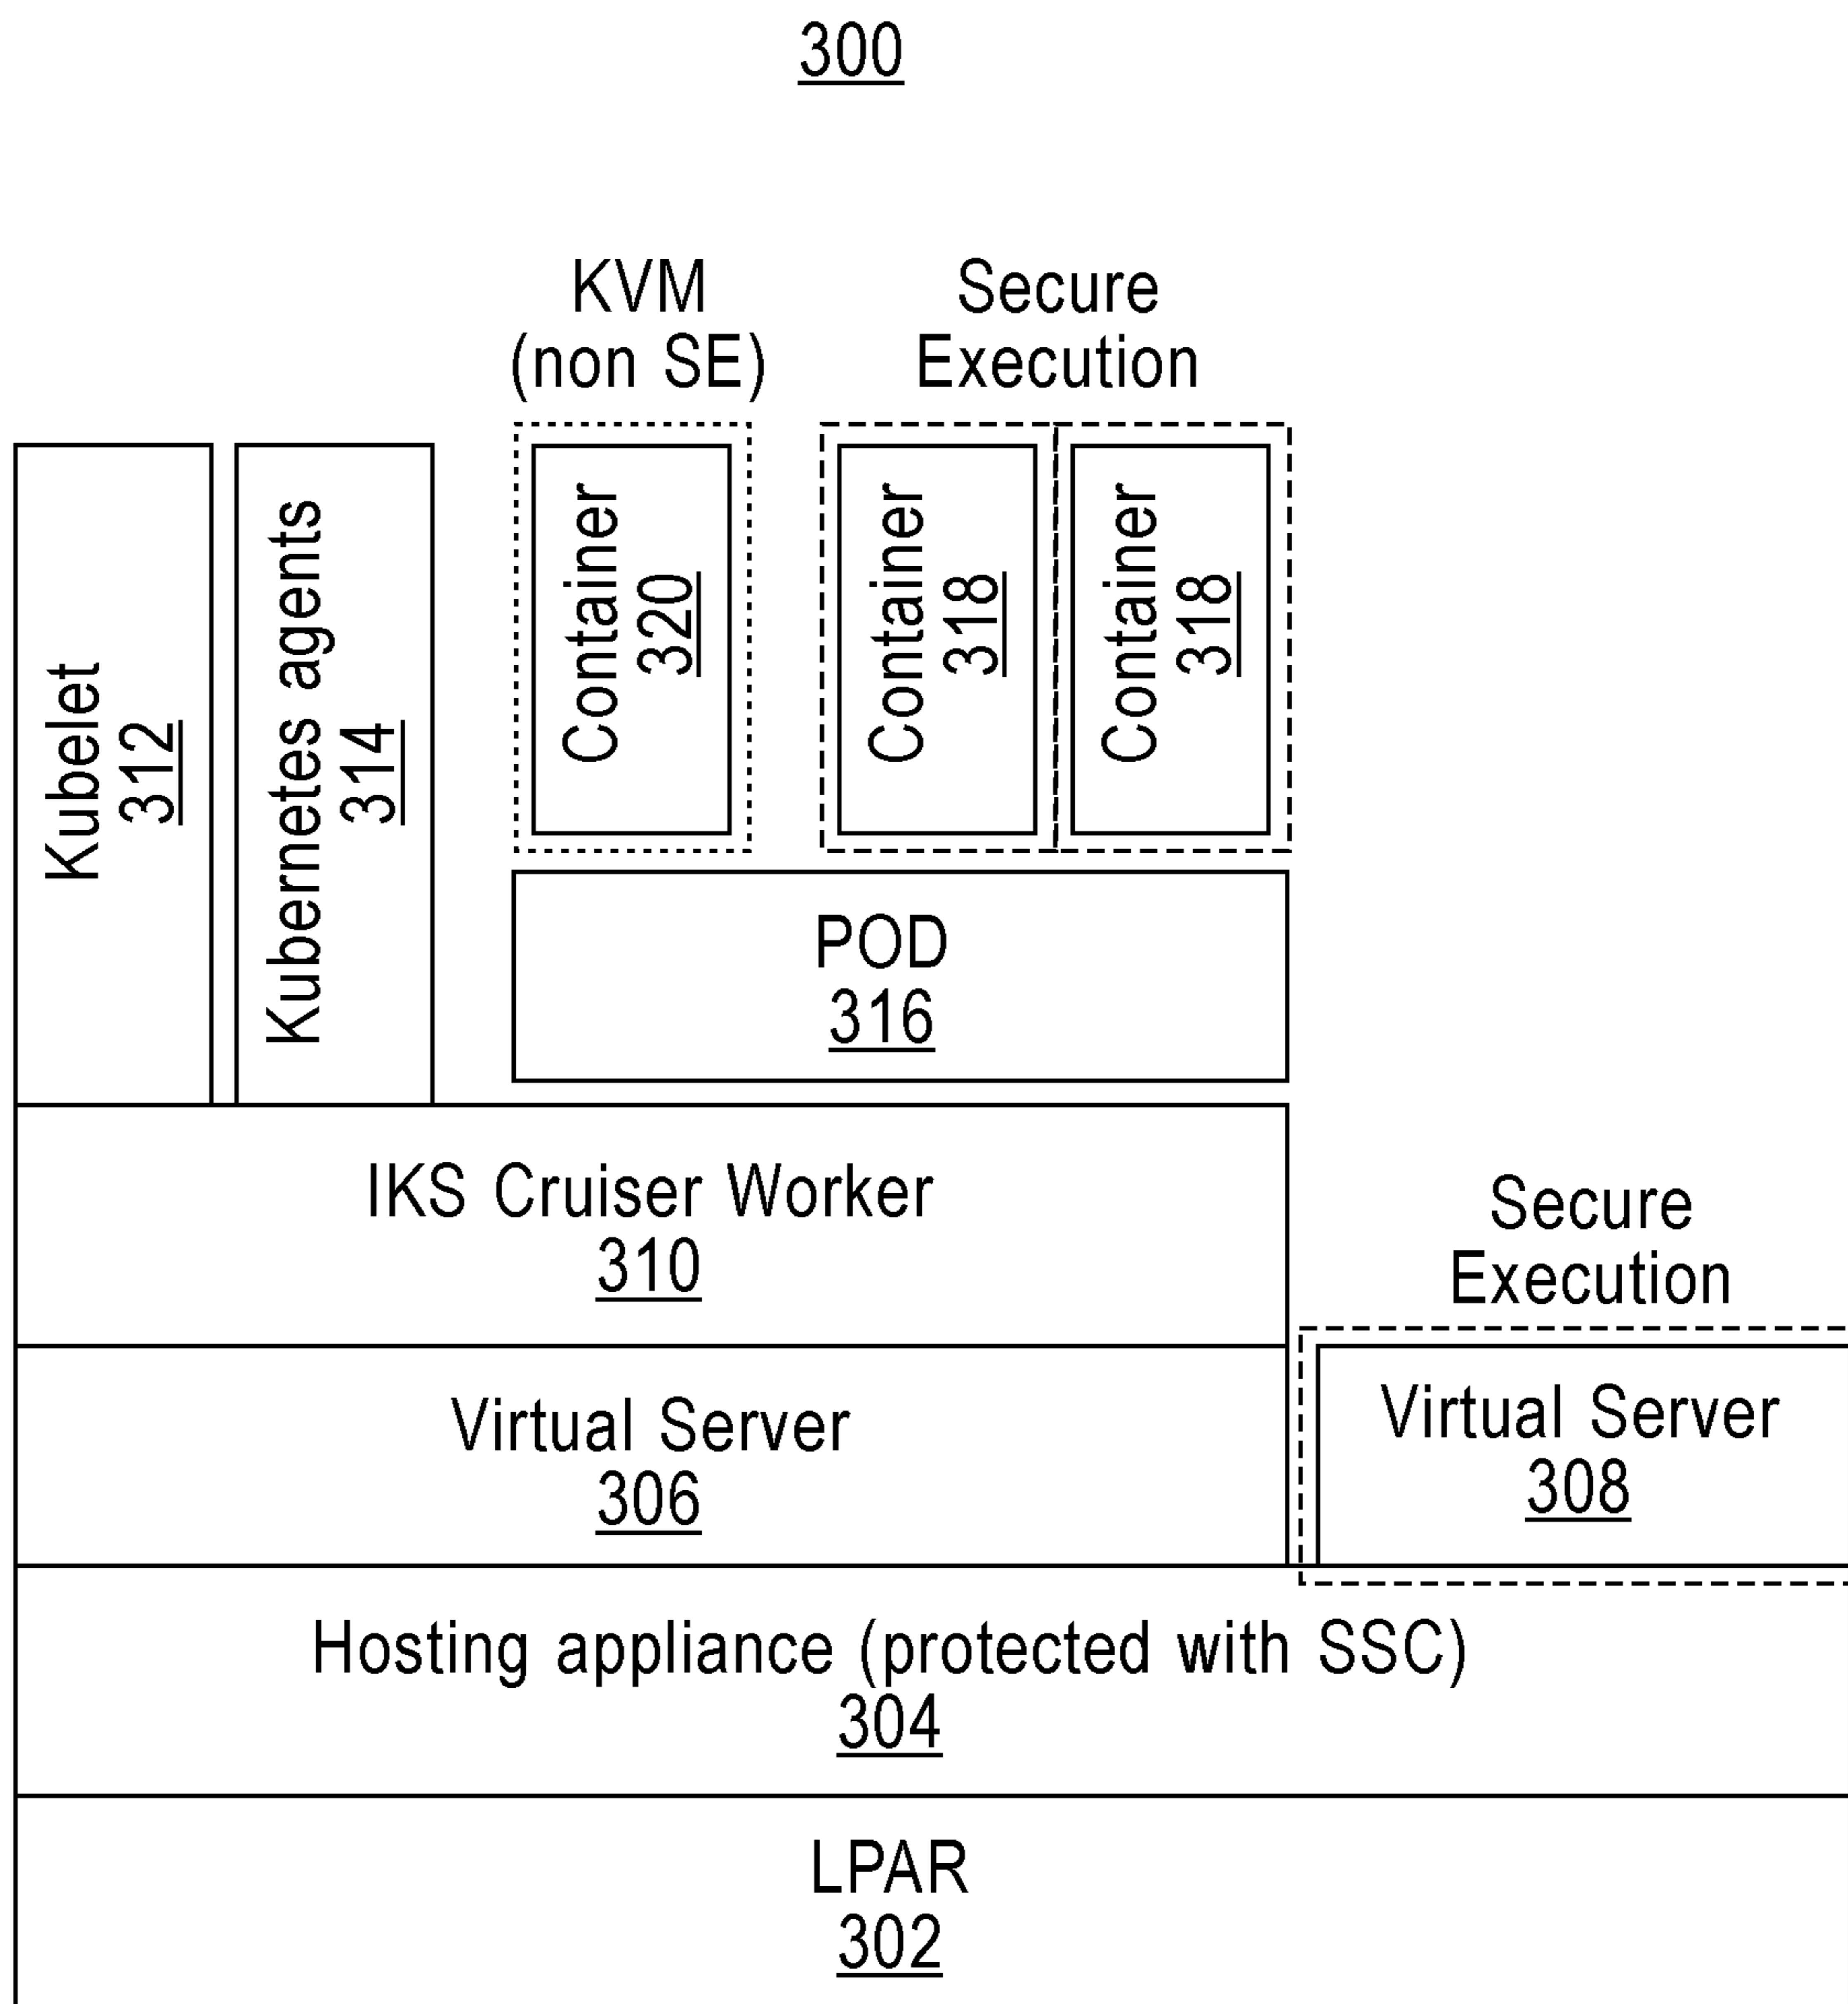 300
KVM
(non SE)
Secure
Execution
Kubelet
312
Kubernetes agents
314
Container
320
Container
318
Container
318
POD
316
IKS Cruiser Worker
310
Secure
Execution
Virtual Server
306
Virtual Server
308
Hosting appliance (protected with SSC)
304
LPAR
302